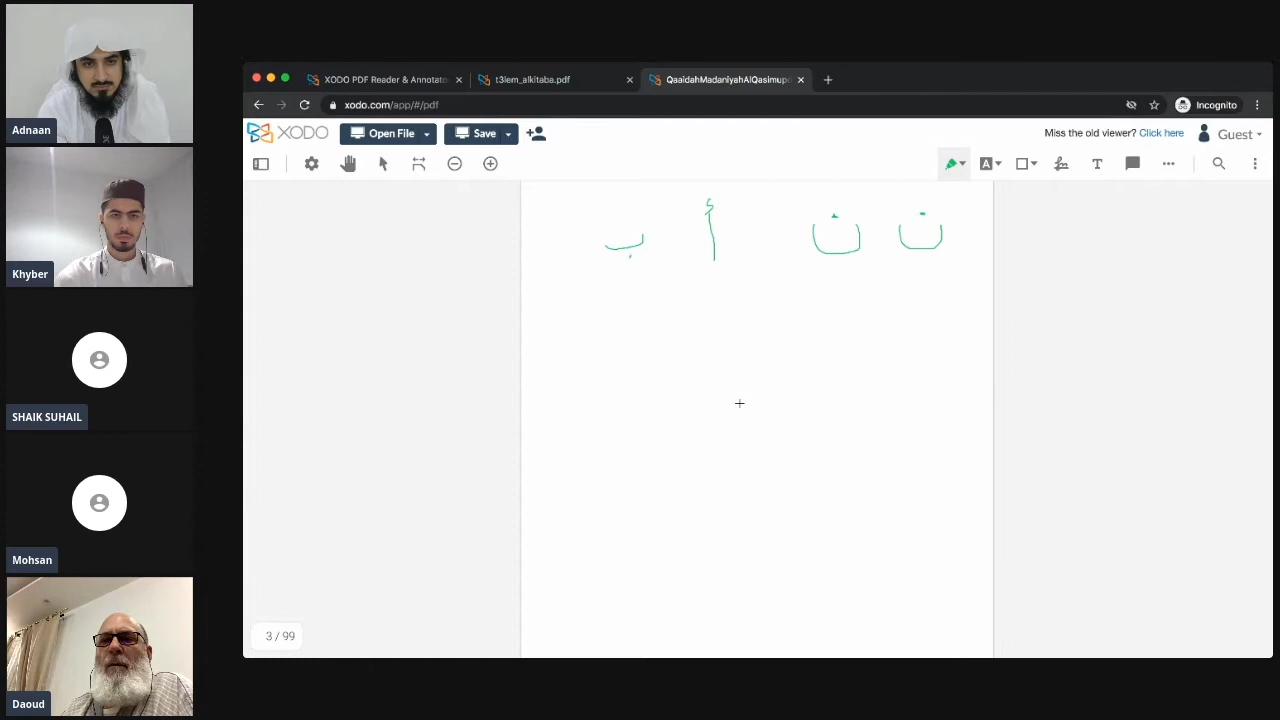 Adnaan
Khyber
SHAIK SUHAIL
Mohsan
Daoud
XODO PDF Reader & Annotato
t3lem_alkitaba.pdf
QaaidahMadaniyahAlQasimupd
xodo.com/app/#/pdf
Incognito
XODO
Open File
Save
Miss the old viewer? Click here
Guest
A
T
ن ن أ ب
3 / 99